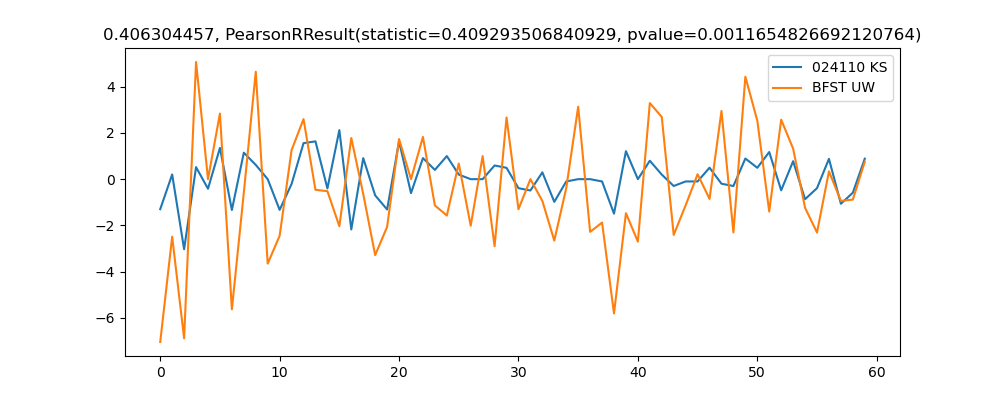 0.406304457, PearsonRResult(statistic=0.409293506840929, pvalue=0.0011654826692120764)
024110 KS
BFST UW
4
2
0
−2
−4
−6
0 10 20 30 40 50 60